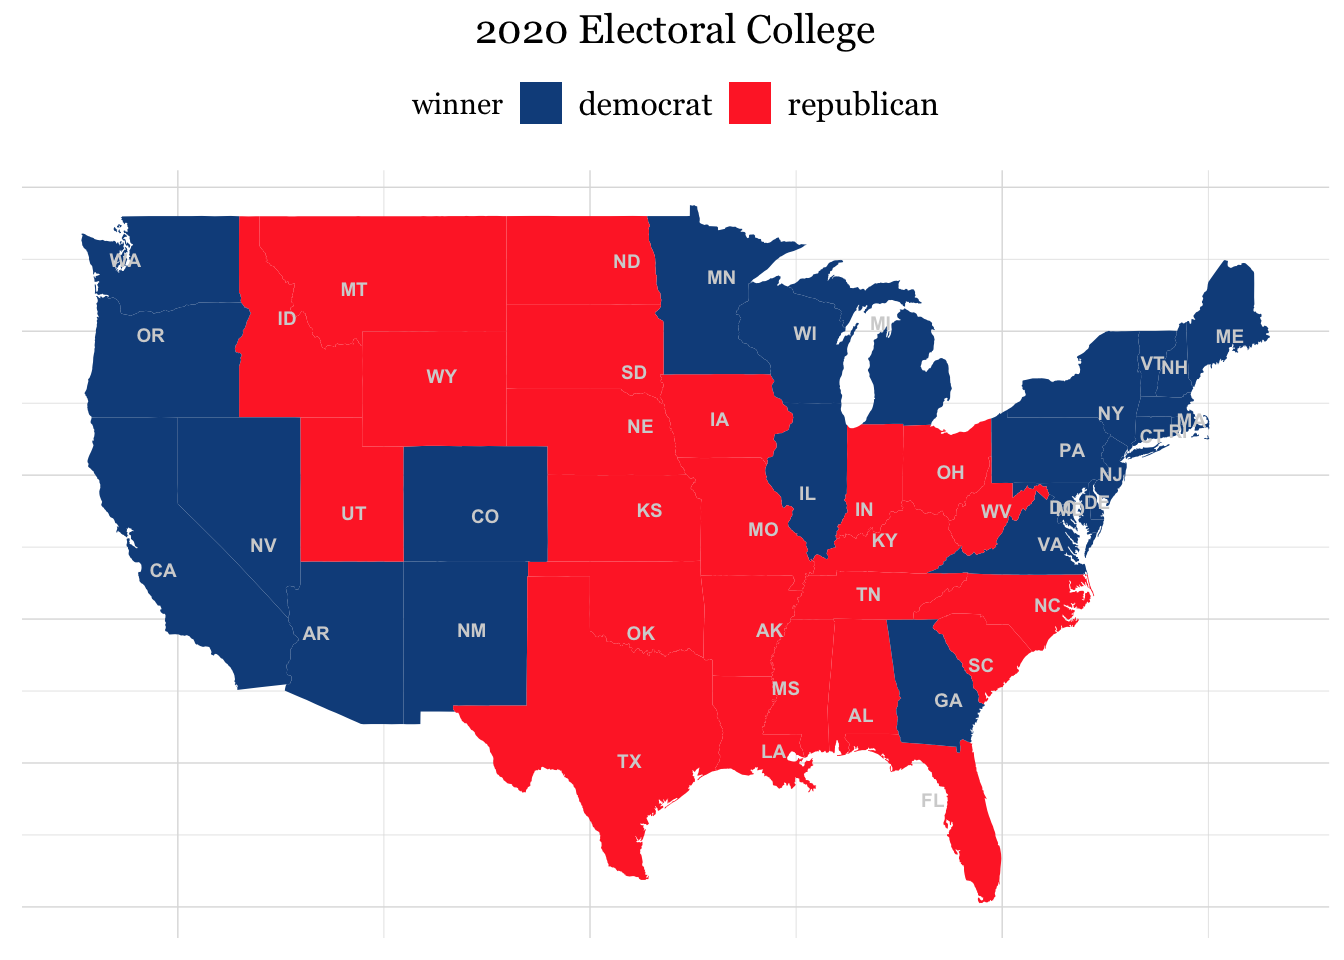 2020 Electoral College
winner democrat republican
WA
MT
ND
MN
OR
ID
WI
MI
ME
WY
SD
VT
NH
IA
NE
NY
MA
RI
CT
PA
OH
NJ
UT
CO
KS
IL
IN
WV
DC
MD
DE
MO
KY
VA
NV
CA
TN
NC
AR
NM
OK
AK
SC
MS
GA
AL
LA
TX
FL